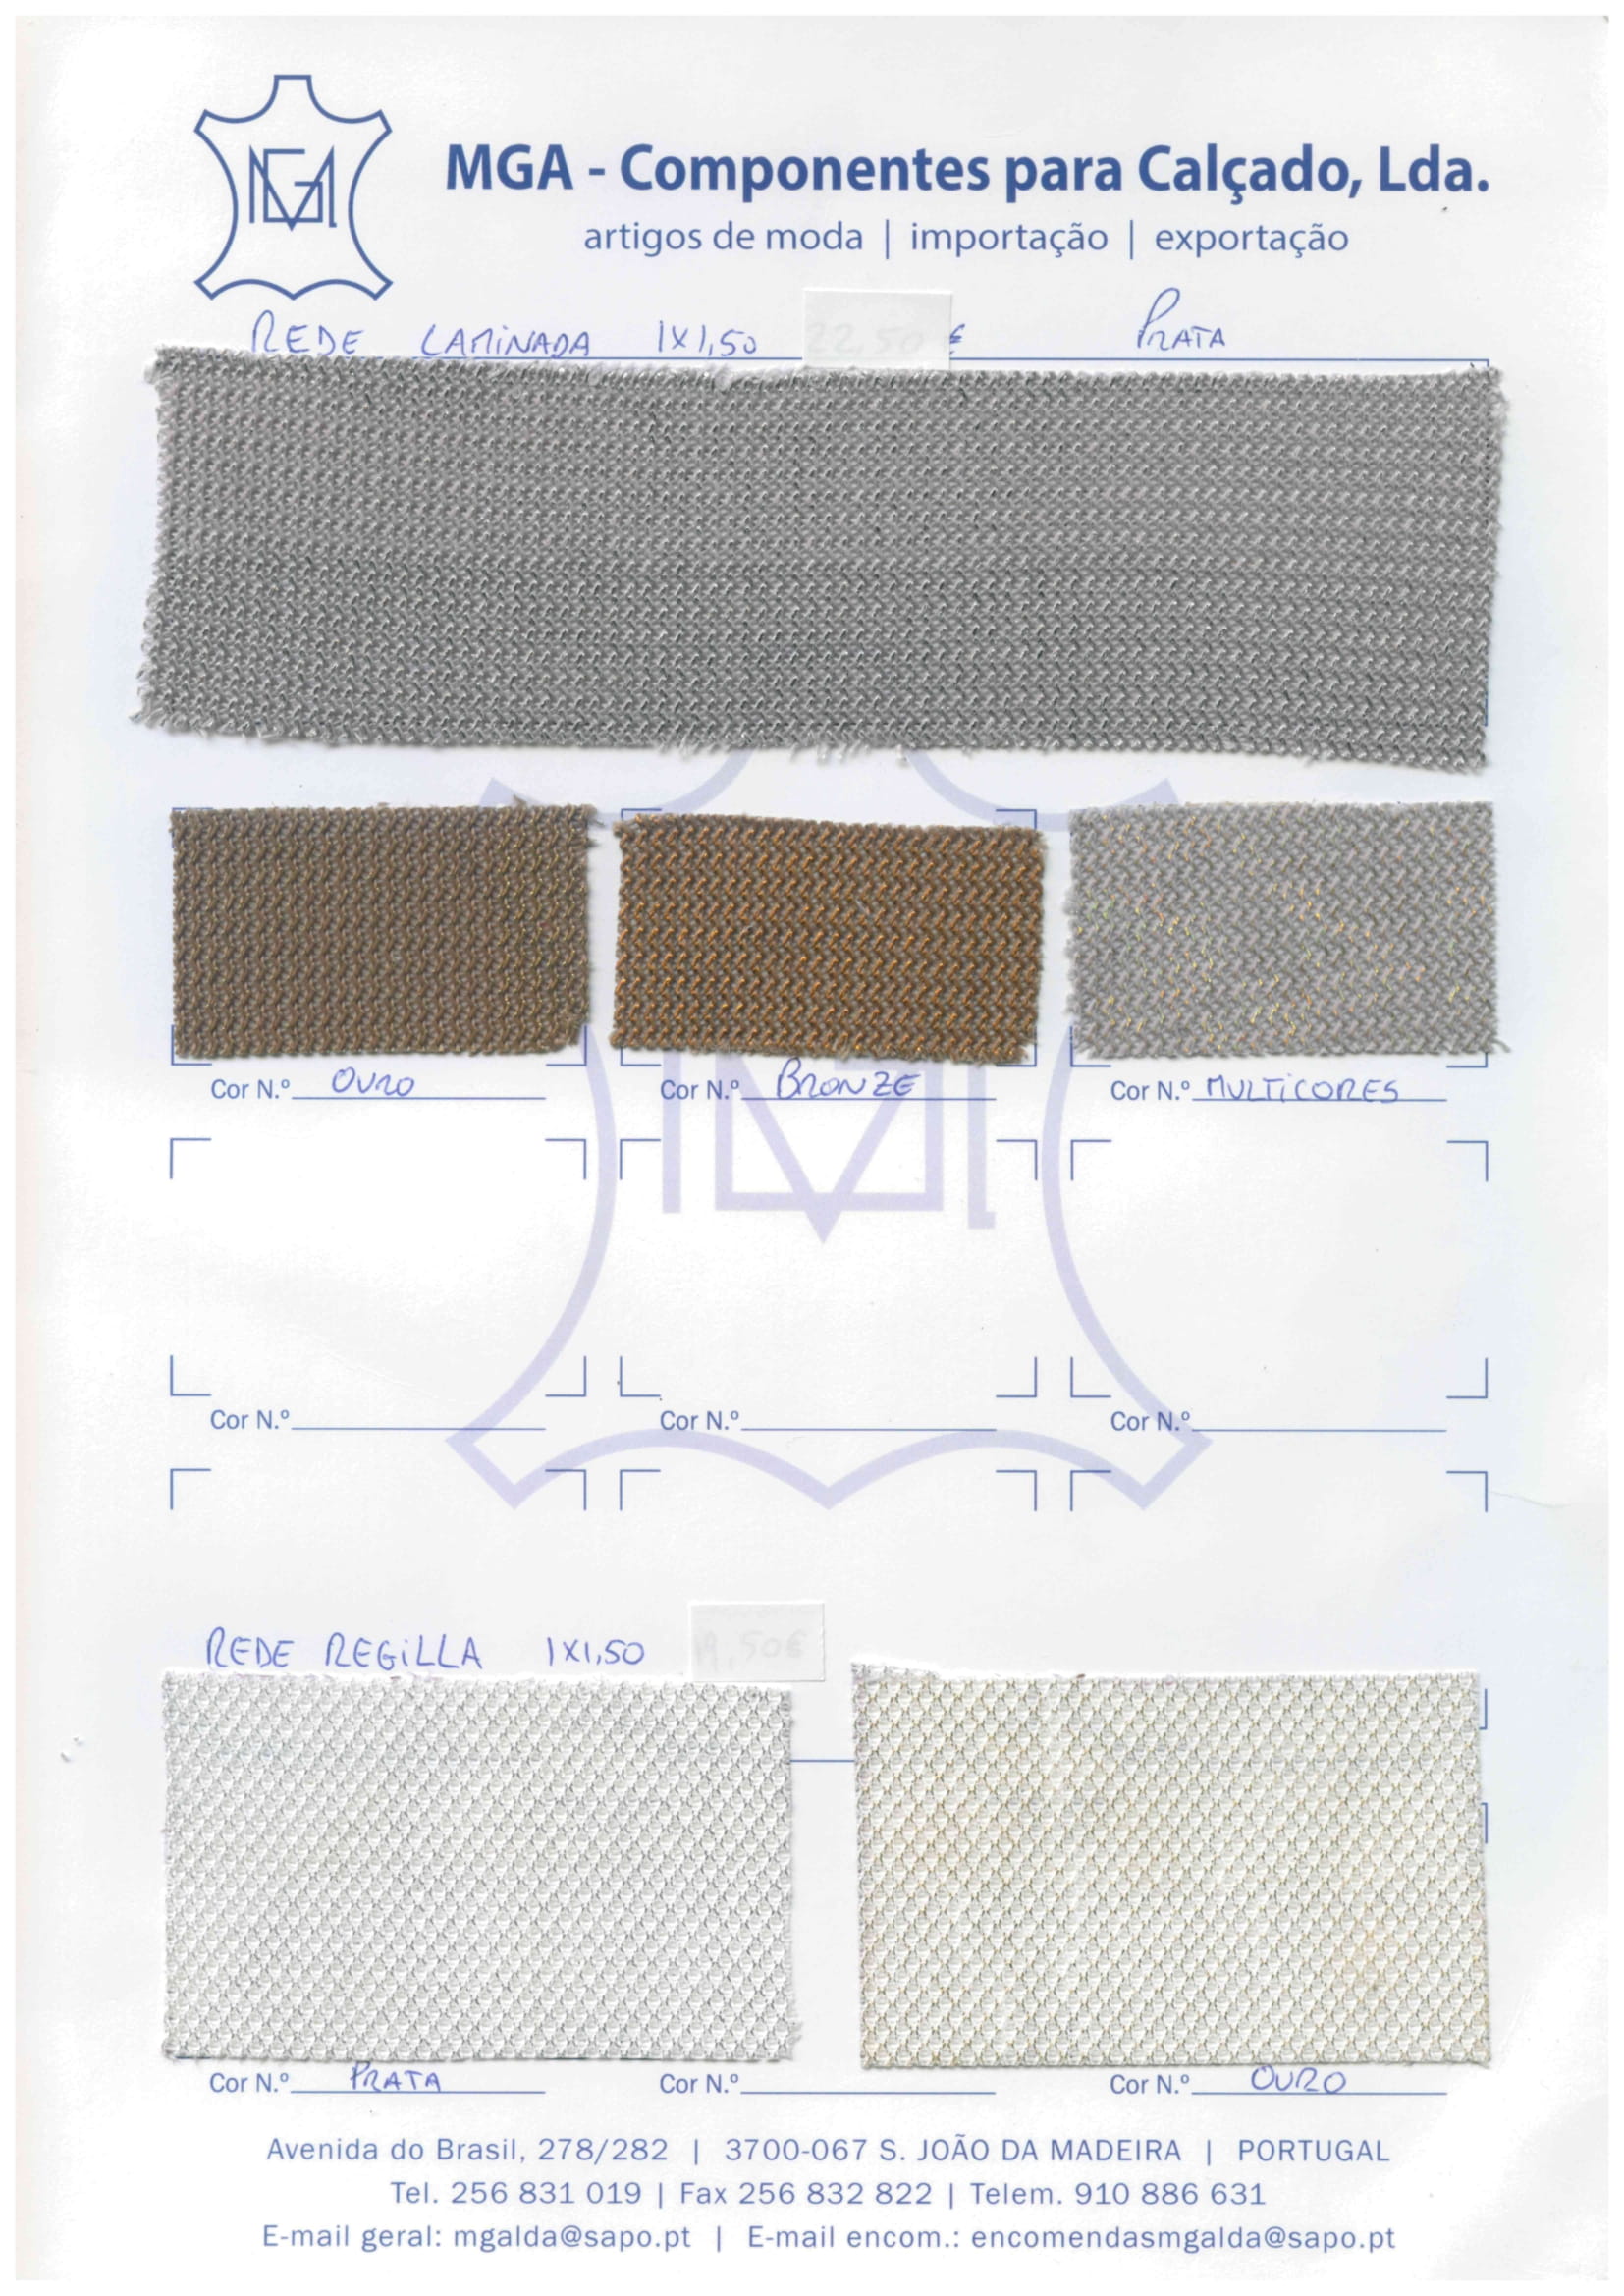 MGA - Componentes para Calçado, Lda.
artigos de moda | importação | exportação
REDE LAMINADA 1X1,50 22,50 € PRATA
Cor N.º OURO Cor N.º BRONZE Cor N.º MULTICORES
Cor N.º Cor N.º Cor N.º
REDE REGILLA 1X1,50 19,50€
Cor N.º PRATA Cor N.º Cor N.º OURO
Avenida do Brasil, 278/282 | 3700-067 S. JOÃO DA MADEIRA | PORTUGAL
Tel. 256 831 019 | Fax 256 832 822 | Telem. 910 886 631
E-mail geral: mgalda@sapo.pt | E-mail encom.: encomendasmgalda@sapo.pt